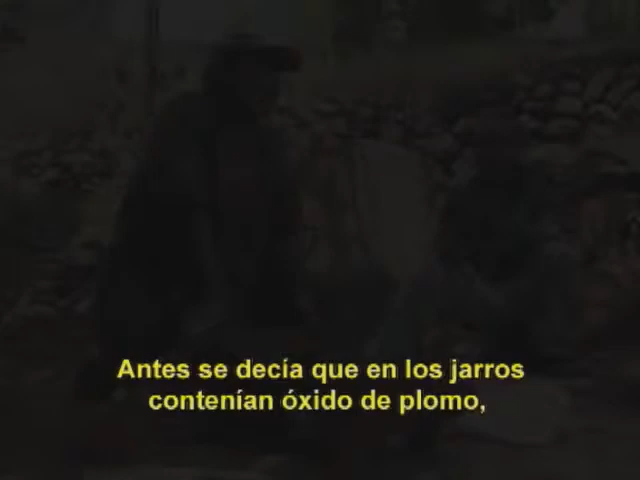 Antes se decía que en los jarros
contenían óxido de plomo,